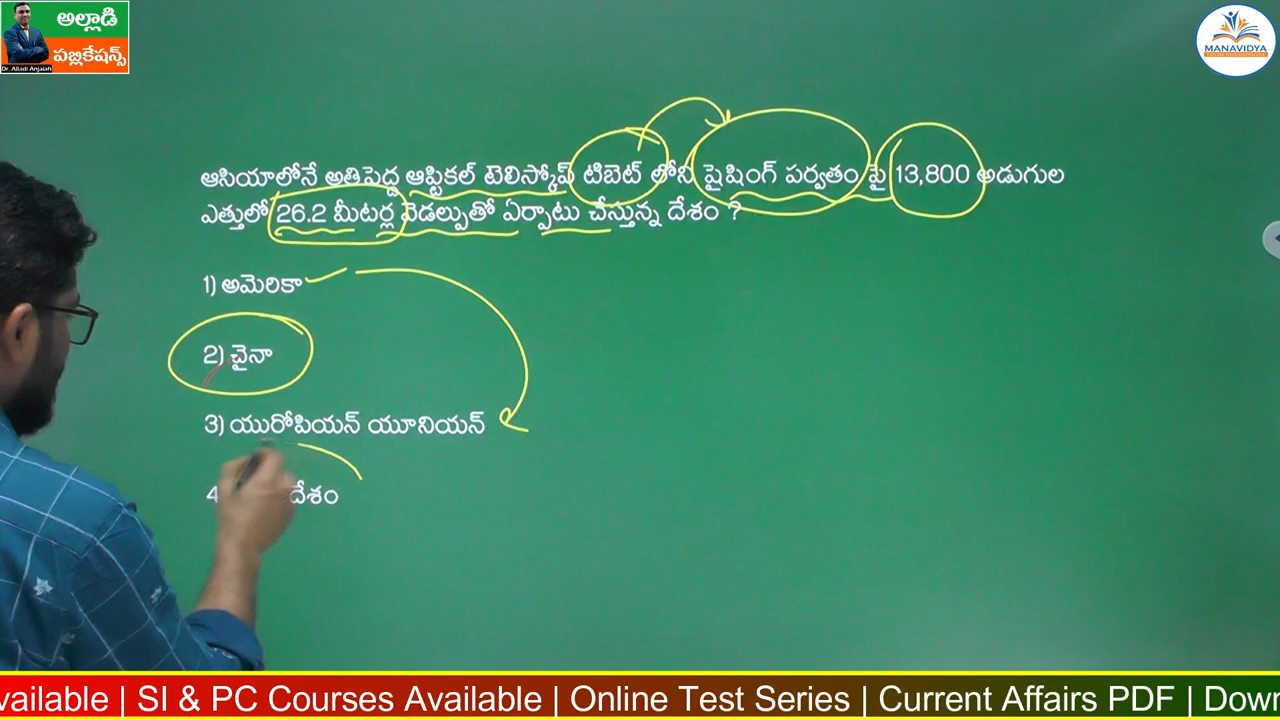 అల్లాడి
పబ్లికేషన్స్
Dr. Alladi Anjaiah
MANAVIDYA
ఆసియాలోనే అతిపెద్ద ఆప్టికల్ టెలిస్కోప్ టిబెట్ లోని షైషింగ్ పర్వతం పై 13,800 అడుగుల
ఎత్తులో 26.2 మీటర్ల వెడల్పుతో ఏర్పాటు చేస్తున్న దేశం ?
1) అమెరికా
2) చైనా
3) యురోపియన్ యూనియన్
4 దేశం
vailable | SI & PC Courses Available | Online Test Series | Current Affairs PDF | Down